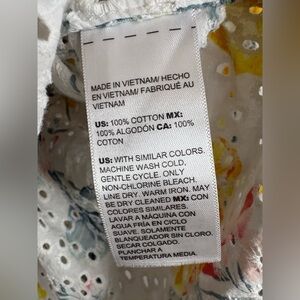 MADE IN VIETNAM/ HECHO
EN VIETNAM/ FABRIQUÉ AU
VIETNAM
US: 100% COTTON MX:
100% ALGODÓN CA: 100%
COTON
US: WITH SIMILAR COLORS.
MACHINE WASH COLD,
GENTLE CYCLE. ONLY
NON-CHLORINE BLEACH.
LINE DRY. WARM IRON. MAY
BE DRY CLEANED MX: CON
COLORES SIMILARES.
LAVAR A MÁQUINA CON
AGUA FRÍA EN CICLO
SUAVE. SOLAMENTE
BLANQUEADOR SIN CLORO.
SECAR COLGADO.
PLANCHAR A
TEMPERATURA MEDIA.